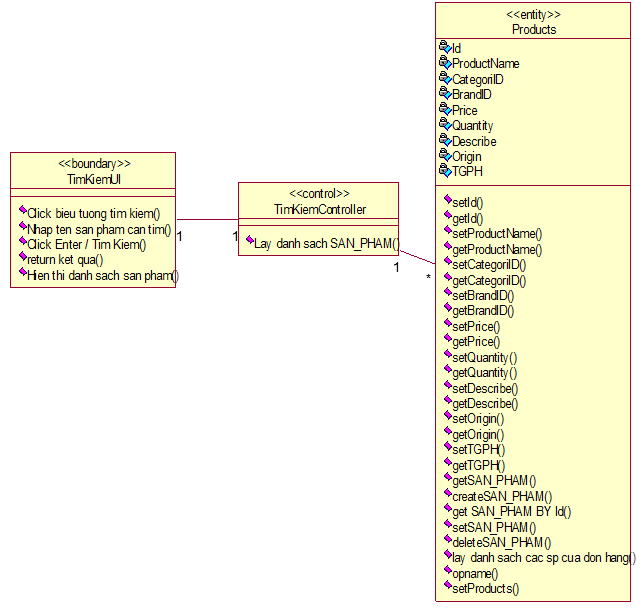 <<boundary>>
TimKiemUI
Click bieu tuong tim kiem()
Nhap ten san pham can tim()
Click Enter / Tim Kiem()
return ket qua()
Hien thi danh sach san pham()
1
1
<<control>>
TimKiemController
Lay danh sach SAN_PHAM()
1
*
<<entity>>
Products
Id
ProductName
CategoriID
BrandID
Price
Quantity
Describe
Origin
TGPH
setId()
getId()
setProductName()
getProductName()
setCategoriID()
getCategoriID()
setBrandID()
getBrandID()
setPrice()
getPrice()
setQuantity()
getQuantity()
setDescribe()
getDescribe()
setOrigin()
getOrigin()
setTGPH()
getTGPH()
getSAN_PHAM()
createSAN_PHAM()
get SAN_PHAM BY Id()
setSAN_PHAM()
deleteSAN_PHAM()
lay danh sach cac sp cua don hang()
opname()
setProducts()